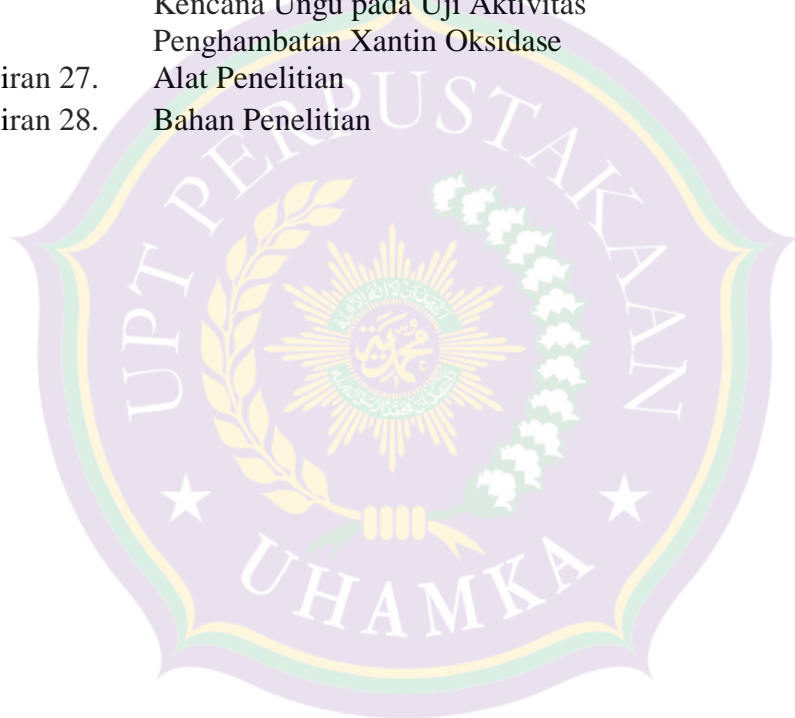 Kencana Ungu pada Uji Aktivitas
Penghambatan Xantin Oksidase
iran 27. Alat Penelitian
iran 28. Bahan Penelitian
UPT PERPUSTAKAAN
UHAMKA